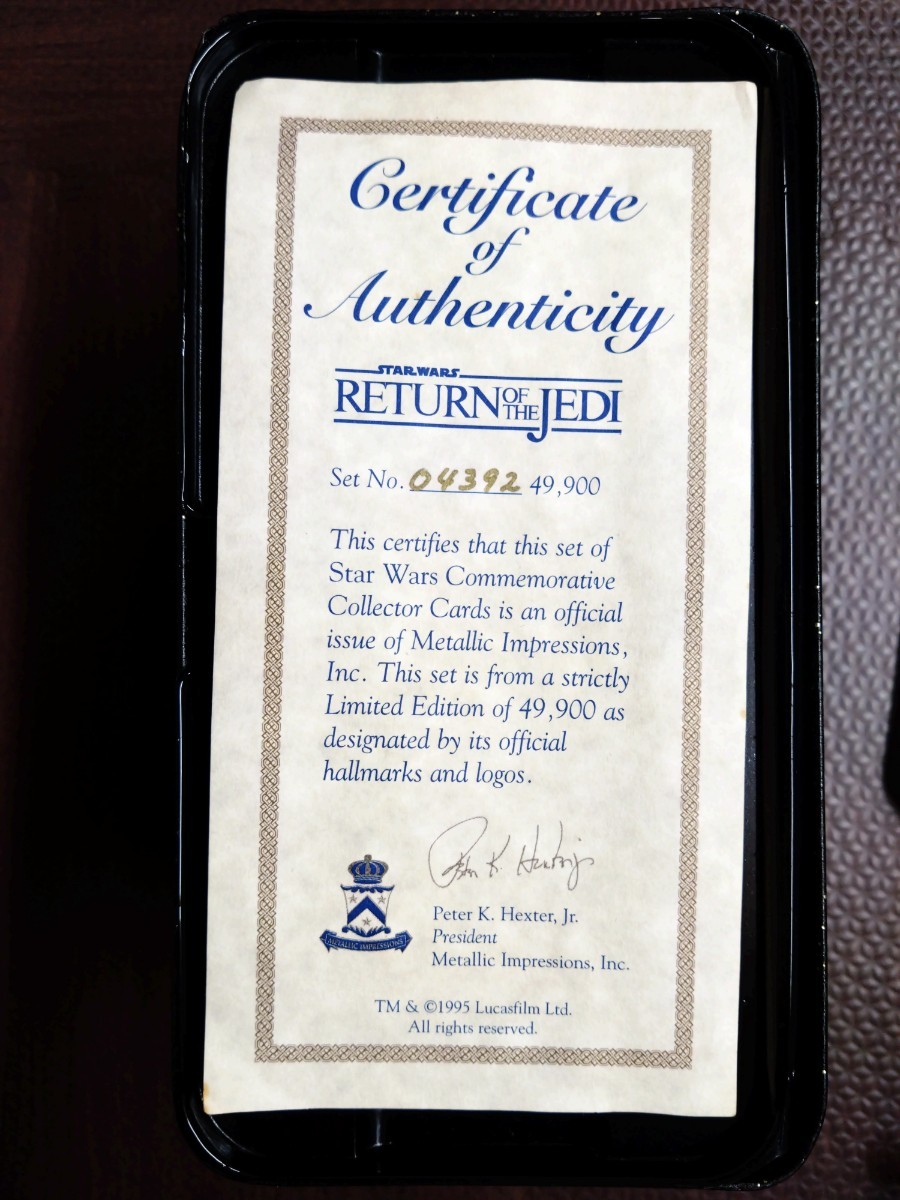 Certificate
of
Authenticity
STAR WARS
RETURN OF THE JEDI
Set No. 04392 49,900
This certifies that this set of
Star Wars Commemorative
Collector Cards is an official
issue of Metallic Impressions,
Inc. This set is from a strictly
Limited Edition of 49,900 as
designated by its official
hallmarks and logos.
Peter K. Hexter, Jr.
METALLIC IMPRESSIONS
Peter K. Hexter, Jr.
President
Metallic Impressions, Inc.
TM & ©1995 Lucasfilm Ltd.
All rights reserved.